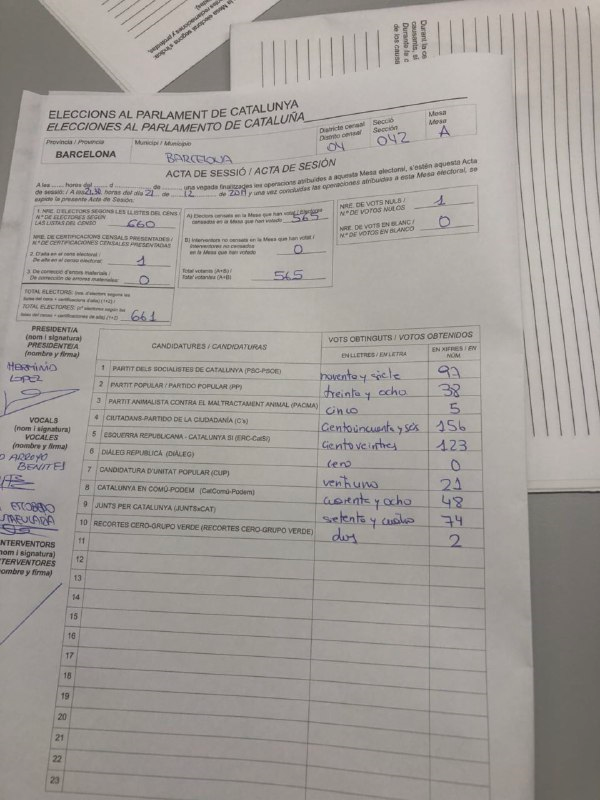 ELECCIONS AL PARLAMENT DE CATALUNYA
ELECCIONES AL PARLAMENTO DE CATALUÑA
Província / Provincia
BARCELONA
Municipi / Municipio
BARCELONA
Districte censal
Distrito censal
04
Secció
Sección
042
Mesa
Mesa
A
ACTA DE SESSIÓ / ACTA DE SESIÓN
A les ______ hores del ______ d ______ de ______, una vegada finalitzades les operacions atribuïdes a aquesta Mesa electoral, s'estén aquesta Acta
de sessió: / A las 21,30 horas del día 21 de 12 de 2017 y una vez concluidas las operaciones atribuidas a esta Mesa electoral, se
expide la presente Acta de Sesión:
1. NRE. D'ELECTORS SEGONS LES LLISTES DEL CENS /
N.º DE ELECTORES SEGÚN
LAS LISTAS DEL CENSO 660
NRE. DE CERTIFICACIONS CENSALS PRESENTADES /
N.º DE CERTIFICACIONES CENSALES PRESENTADAS
2. D'alta en el cens electoral /
De alta en el censo electoral 1
3. De correcció d'errors materials /
De corrección de errores materiales: 0
TOTAL ELECTORS: (nre. d'electors segons les
llistes del cens + certificacions d'alta) (1+2) /
TOTAL ELECTORES: (nº electores según las
listas del censo + certificaciones de alta) (1+2) 661
A) Electors censats en la Mesa que han votat / Electores
censados en la Mesa que han votado 565
B) Interventors no censats en la Mesa que han votat /
Interventores no censados
en la Mesa que han votado 0
Total votants (A+B) /
Total votantes (A+B) 565
NRE. DE VOTS NULS /
N.º DE VOTOS NULOS 1
NRE. DE VOTS EN BLANC /
N.º DE VOTOS EN BLANCO 0
PRESIDENT/A
(nom i signatura)
PRESIDENTE/A
(nombre y firma)
HERMINIO
LOPEZ
VOCALS
(nom i signatura)
VOCALES
(nombre y firma)
ARROYO
INTERVENTORS
(nom i signatura)
INTERVENTORES
(nombre y firma)
CANDIDATURES / CANDIDATURAS
VOTS OBTINGUTS / VOTOS OBTENIDOS
EN LLETRES / EN LETRA
EN XIFRES / EN NÚM.
1 PARTIT DELS SOCIALISTES DE CATALUNYA (PSC-PSOE) noventa y siete 97
2 PARTIT POPULAR / PARTIDO POPULAR (PP) treinta y ocho 38
3 PARTIT ANIMALISTA CONTRA EL MALTRACTAMENT ANIMAL (PACMA) cinco 5
4 CIUTADANS-PARTIDO DE LA CIUDADANÍA (C's) Cientocincuenta y seis 156
5 ESQUERRA REPUBLICANA - CATALUNYA SÍ (ERC-CatSí) Cientoveintres 123
6 DIÀLEG REPUBLICÀ (DIÀLEG) cero 0
7 CANDIDATURA D'UNITAT POPULAR (CUP) ventiuno 21
8 CATALUNYA EN COMÚ-PODEM (CatComú-Podem) cuarenta y ocho 48
9 JUNTS PER CATALUNYA (JUNTSxCAT) setenta y cuatro 74
10 RECORTES CERO-GRUPO VERDE (RECORTES CERO-GRUPO VERDE) dos 2
11
12
13
14
15
16
17
18
19
20
21
22
23